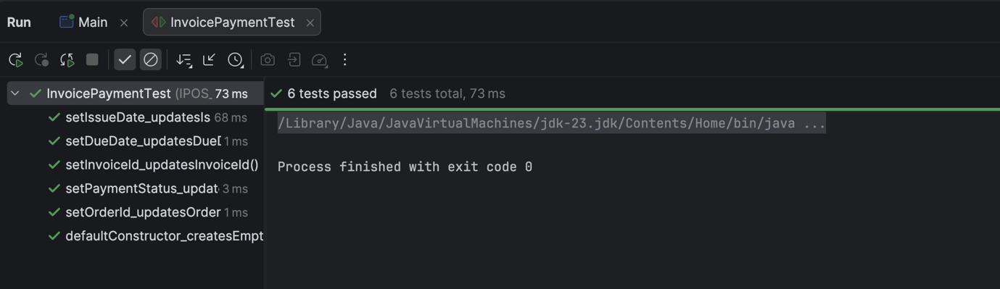 Run Main InvoicePaymentTest
InvoicePaymentTest (IPOS_ 73 ms
6 tests passed 6 tests total, 73 ms
setIssueDate_updatesIs 68 ms
setDueDate_updatesDueD 1 ms
setInvoiceId_updatesInvoiceId()
setPaymentStatus_updat 3 ms
setOrderId_updatesOrder 1 ms
defaultConstructor_createsEmpt
/Library/Java/JavaVirtualMachines/jdk-23.jdk/Contents/Home/bin/java ...
Process finished with exit code 0